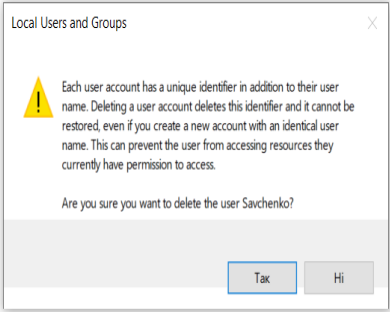 Local Users and Groups
Each user account has a unique identifier in addition to their user
name. Deleting a user account deletes this identifier and it cannot be
restored, even if you create a new account with an identical user
name. This can prevent the user from accessing resources they
currently have permission to access.
Are you sure you want to delete the user Savchenko?
Так
Ні